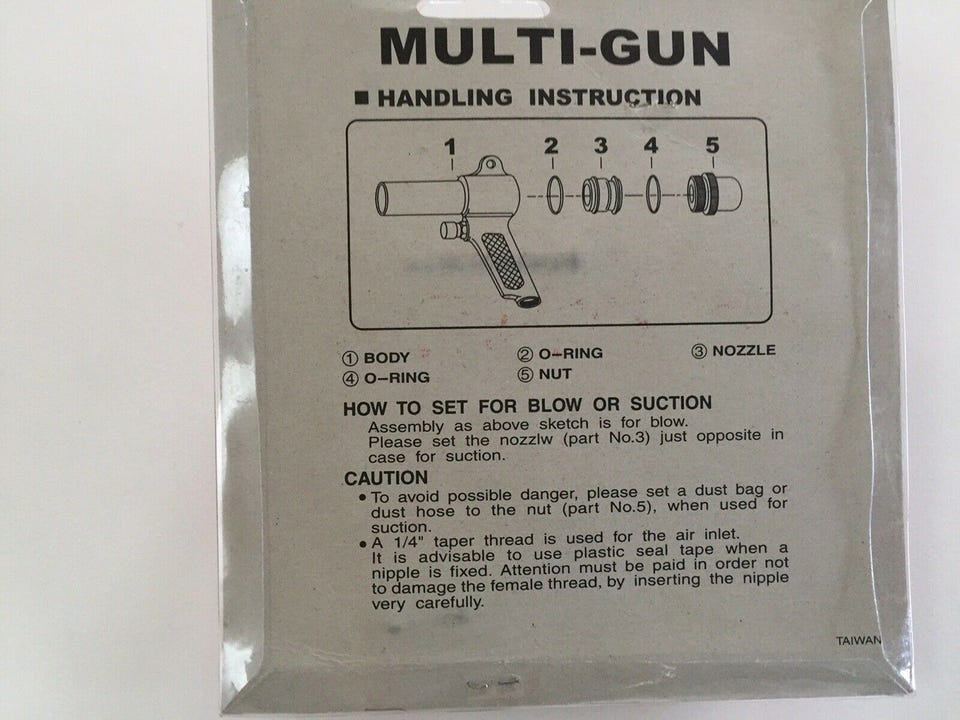 MULTI-GUN
■ HANDLING INSTRUCTION
1 2 3 4 5
① BODY ② O-RING ③ NOZZLE
④ O-RING ⑤ NUT
HOW TO SET FOR BLOW OR SUCTION
Assembly as above sketch is for blow.
Please set the nozzlw (part No.3) just opposite in
case for suction.
CAUTION
• To avoid possible danger, please set a dust bag or
dust hose to the nut (part No.5), when used for
suction.
• A 1/4" taper thread is used for the air inlet.
It is advisable to use plastic seal tape when a
nipple is fixed. Attention must be paid in order not
to damage the female thread, by inserting the nipple
very carefully.
TAIWAN